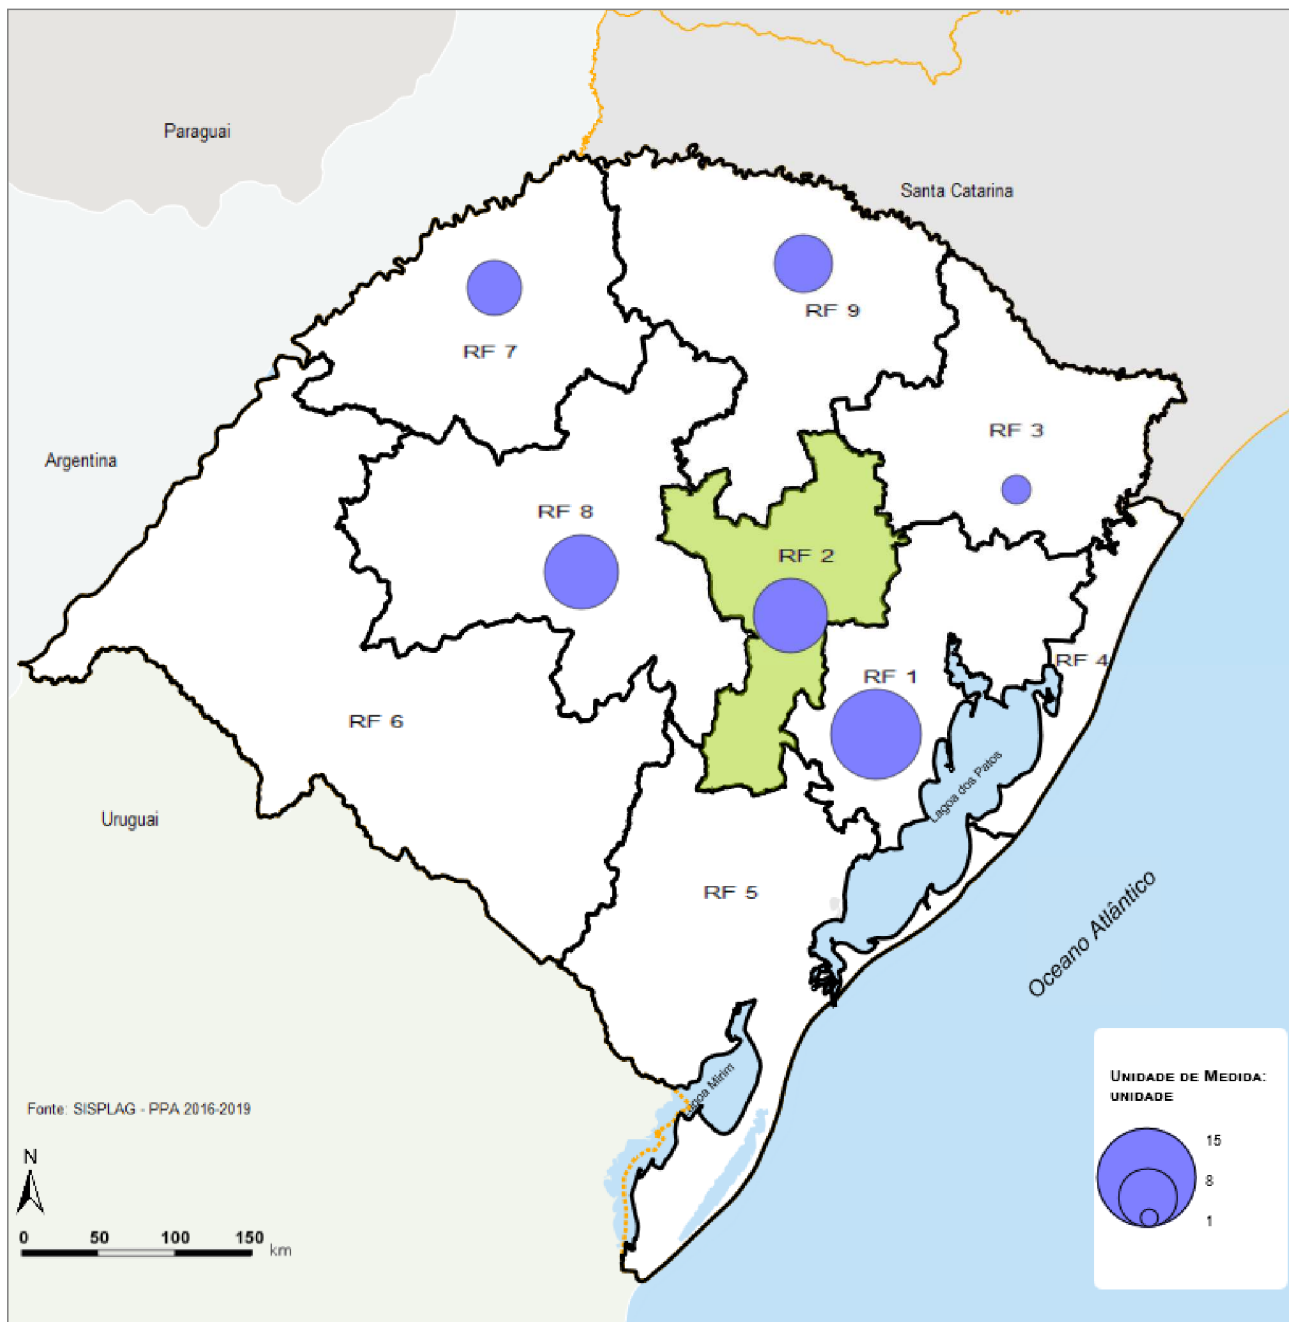 Paraguai
Santa Catarina
RF 9
RF 7
RF 3
Argentina
RF 8
RF 2
RF 4
RF 1
RF 6
Lagoa dos Patos
Uruguai
RF 5
Oceano Atlântico
Lagoa Mirim
UNIDADE DE MEDIDA:
UNIDADE
15
8
1
Fonte: SISPLAG - PPA 2016-2019
N
0 50 100 150
km